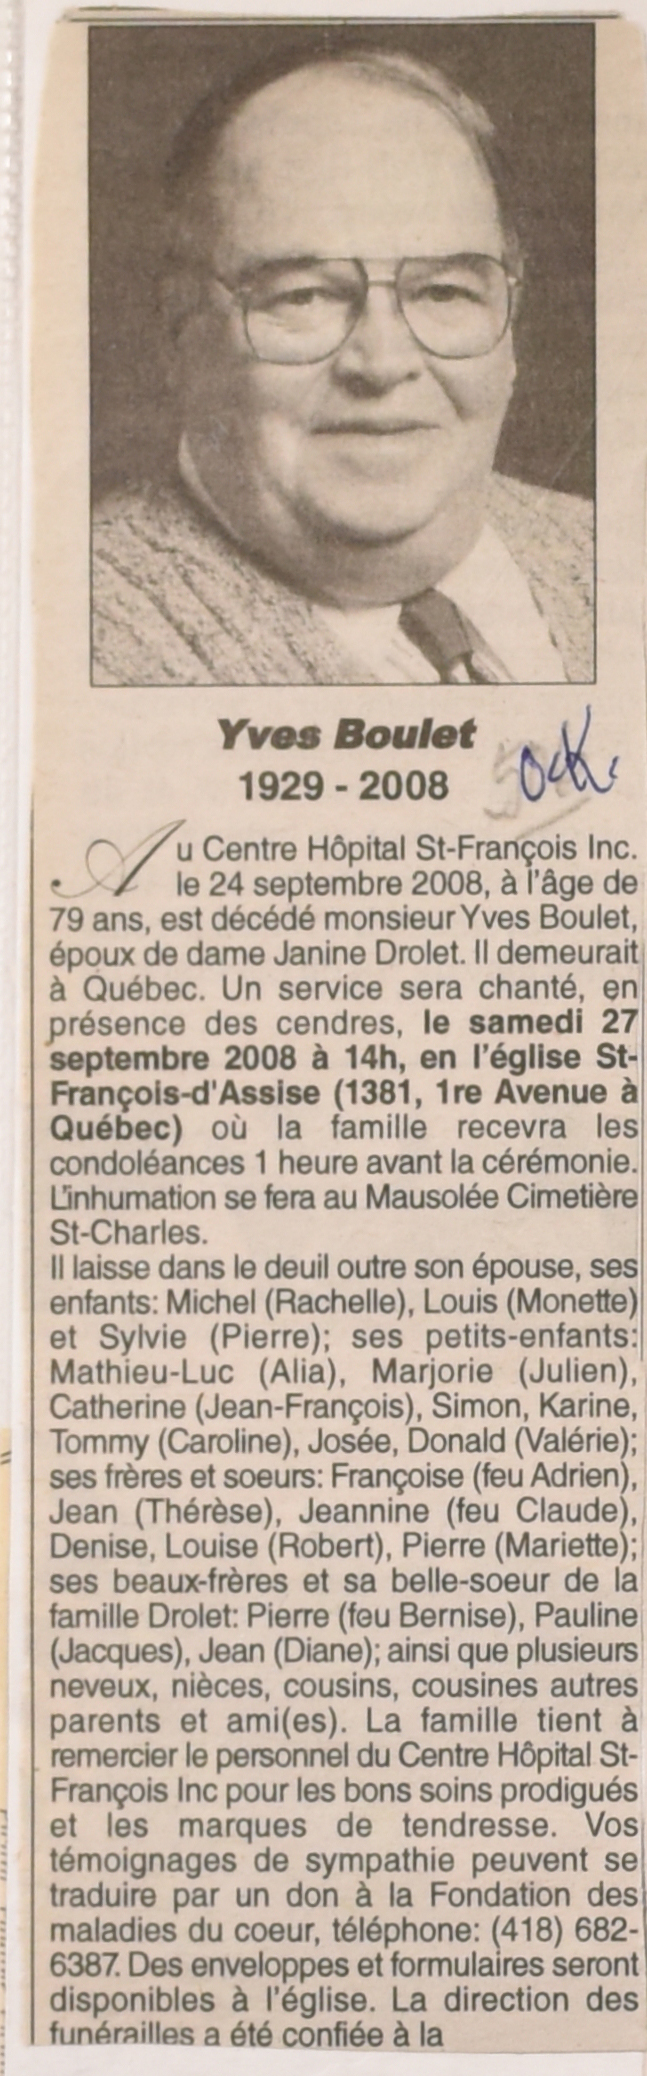 Yves Boulet
1929 - 2008
OK
Au Centre Hôpital St-François Inc.
le 24 septembre 2008, à l'âge de
79 ans, est décédé monsieur Yves Boulet,
époux de dame Janine Drolet. Il demeurait
à Québec. Un service sera chanté, en
présence des cendres, le samedi 27
septembre 2008 à 14h, en l'église St-
François-d'Assise (1381, 1re Avenue à
Québec) où la famille recevra les
condoléances 1 heure avant la cérémonie.
L'inhumation se fera au Mausolée Cimetière
St-Charles.
Il laisse dans le deuil outre son épouse, ses
enfants: Michel (Rachelle), Louis (Monette)
et Sylvie (Pierre); ses petits-enfants:
Mathieu-Luc (Alia), Marjorie (Julien),
Catherine (Jean-François), Simon, Karine,
Tommy (Caroline), Josée, Donald (Valérie);
ses frères et soeurs: Françoise (feu Adrien),
Jean (Thérèse), Jeannine (feu Claude),
Denise, Louise (Robert), Pierre (Mariette);
ses beaux-frères et sa belle-soeur de la
famille Drolet: Pierre (feu Bernise), Pauline
(Jacques), Jean (Diane); ainsi que plusieurs
neveux, nièces, cousins, cousines autres
parents et ami(es). La famille tient à
remercier le personnel du Centre Hôpital St-
François Inc pour les bons soins prodigués
et les marques de tendresse. Vos
témoignages de sympathie peuvent se
traduire par un don à la Fondation des
maladies du coeur, téléphone: (418) 682-
6387. Des enveloppes et formulaires seront
disponibles à l'église. La direction des
funérailles a été confiée à la